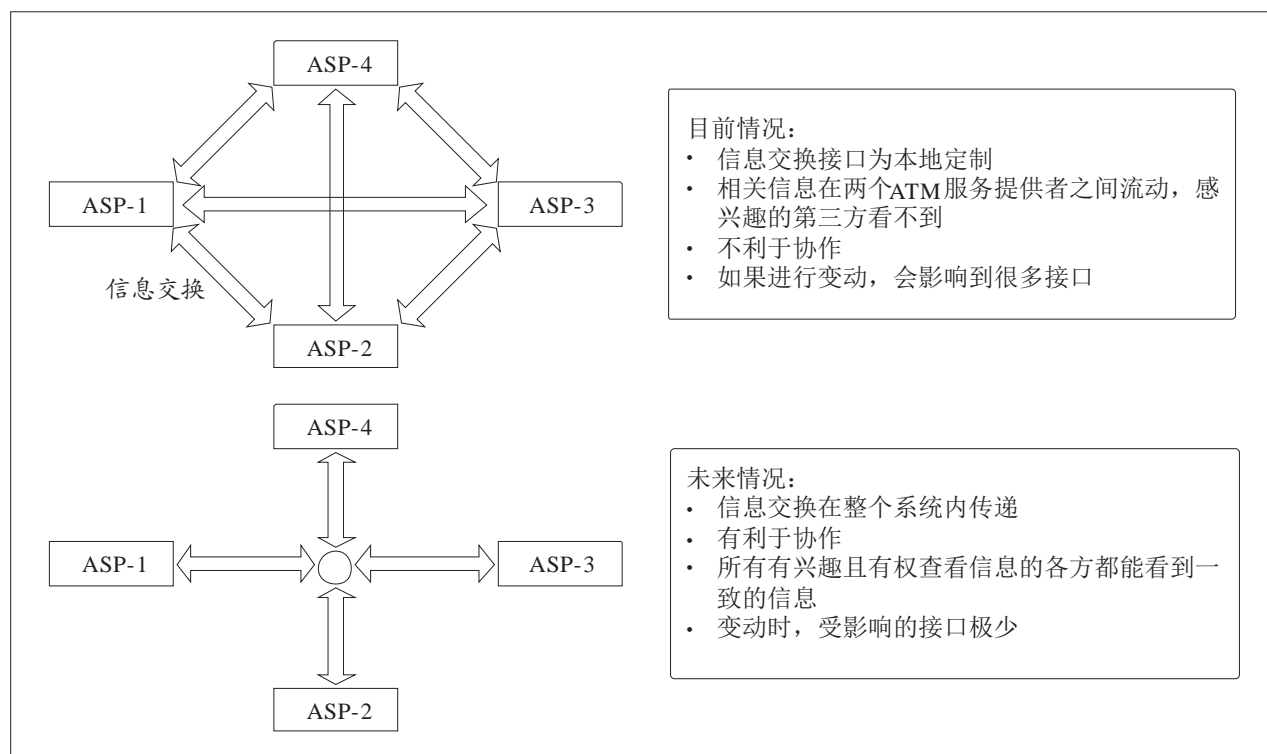 ASP-4
ASP-1
ASP-3
信息交换
ASP-2
目前情况：
• 信息交换接口为本地定制
• 相关信息在两个ATM服务提供者之间流动，感
兴趣的第三方看不到
• 不利于协作
• 如果进行变动，会影响到很多接口
ASP-4
ASP-1
ASP-3
ASP-2
未来情况：
• 信息交换在整个系统内传递
• 有利于协作
• 所有有兴趣且有权查看信息的各方都能看到一
致的信息
• 变动时，受影响的接口极少